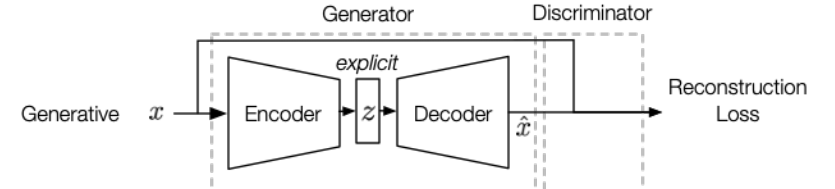 Generator
Discriminator
explicit
Generative
x
Encoder
z
Decoder
x̂
Reconstruction
Loss